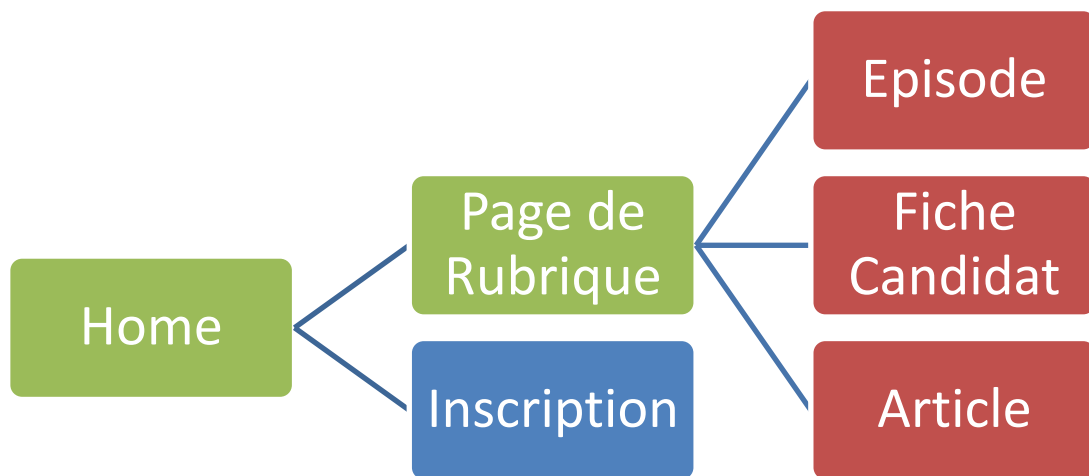 Home
Page de
Rubrique
Inscription
Episode
Fiche
Candidat
Article